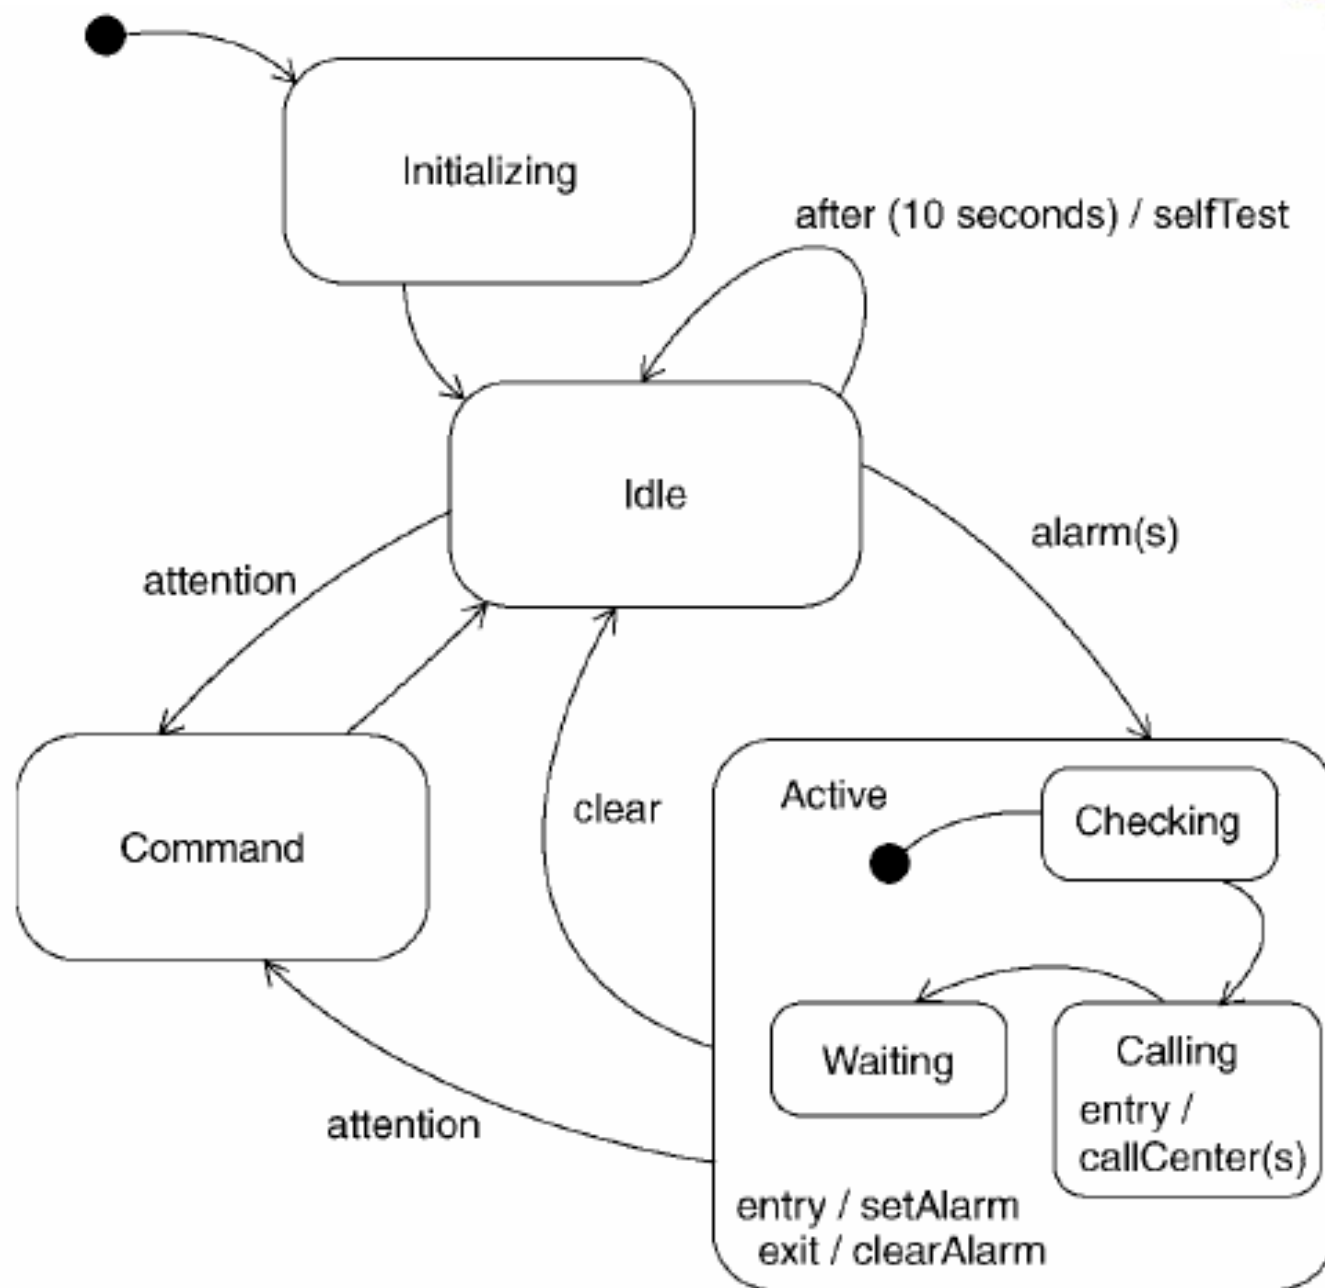 Initializing
after (10 seconds) / selfTest
Idle
alarm(s)
attention
Active
Checking
clear
Command
Waiting
Calling
entry /
callCenter(s)
attention
entry / setAlarm
exit / clearAlarm